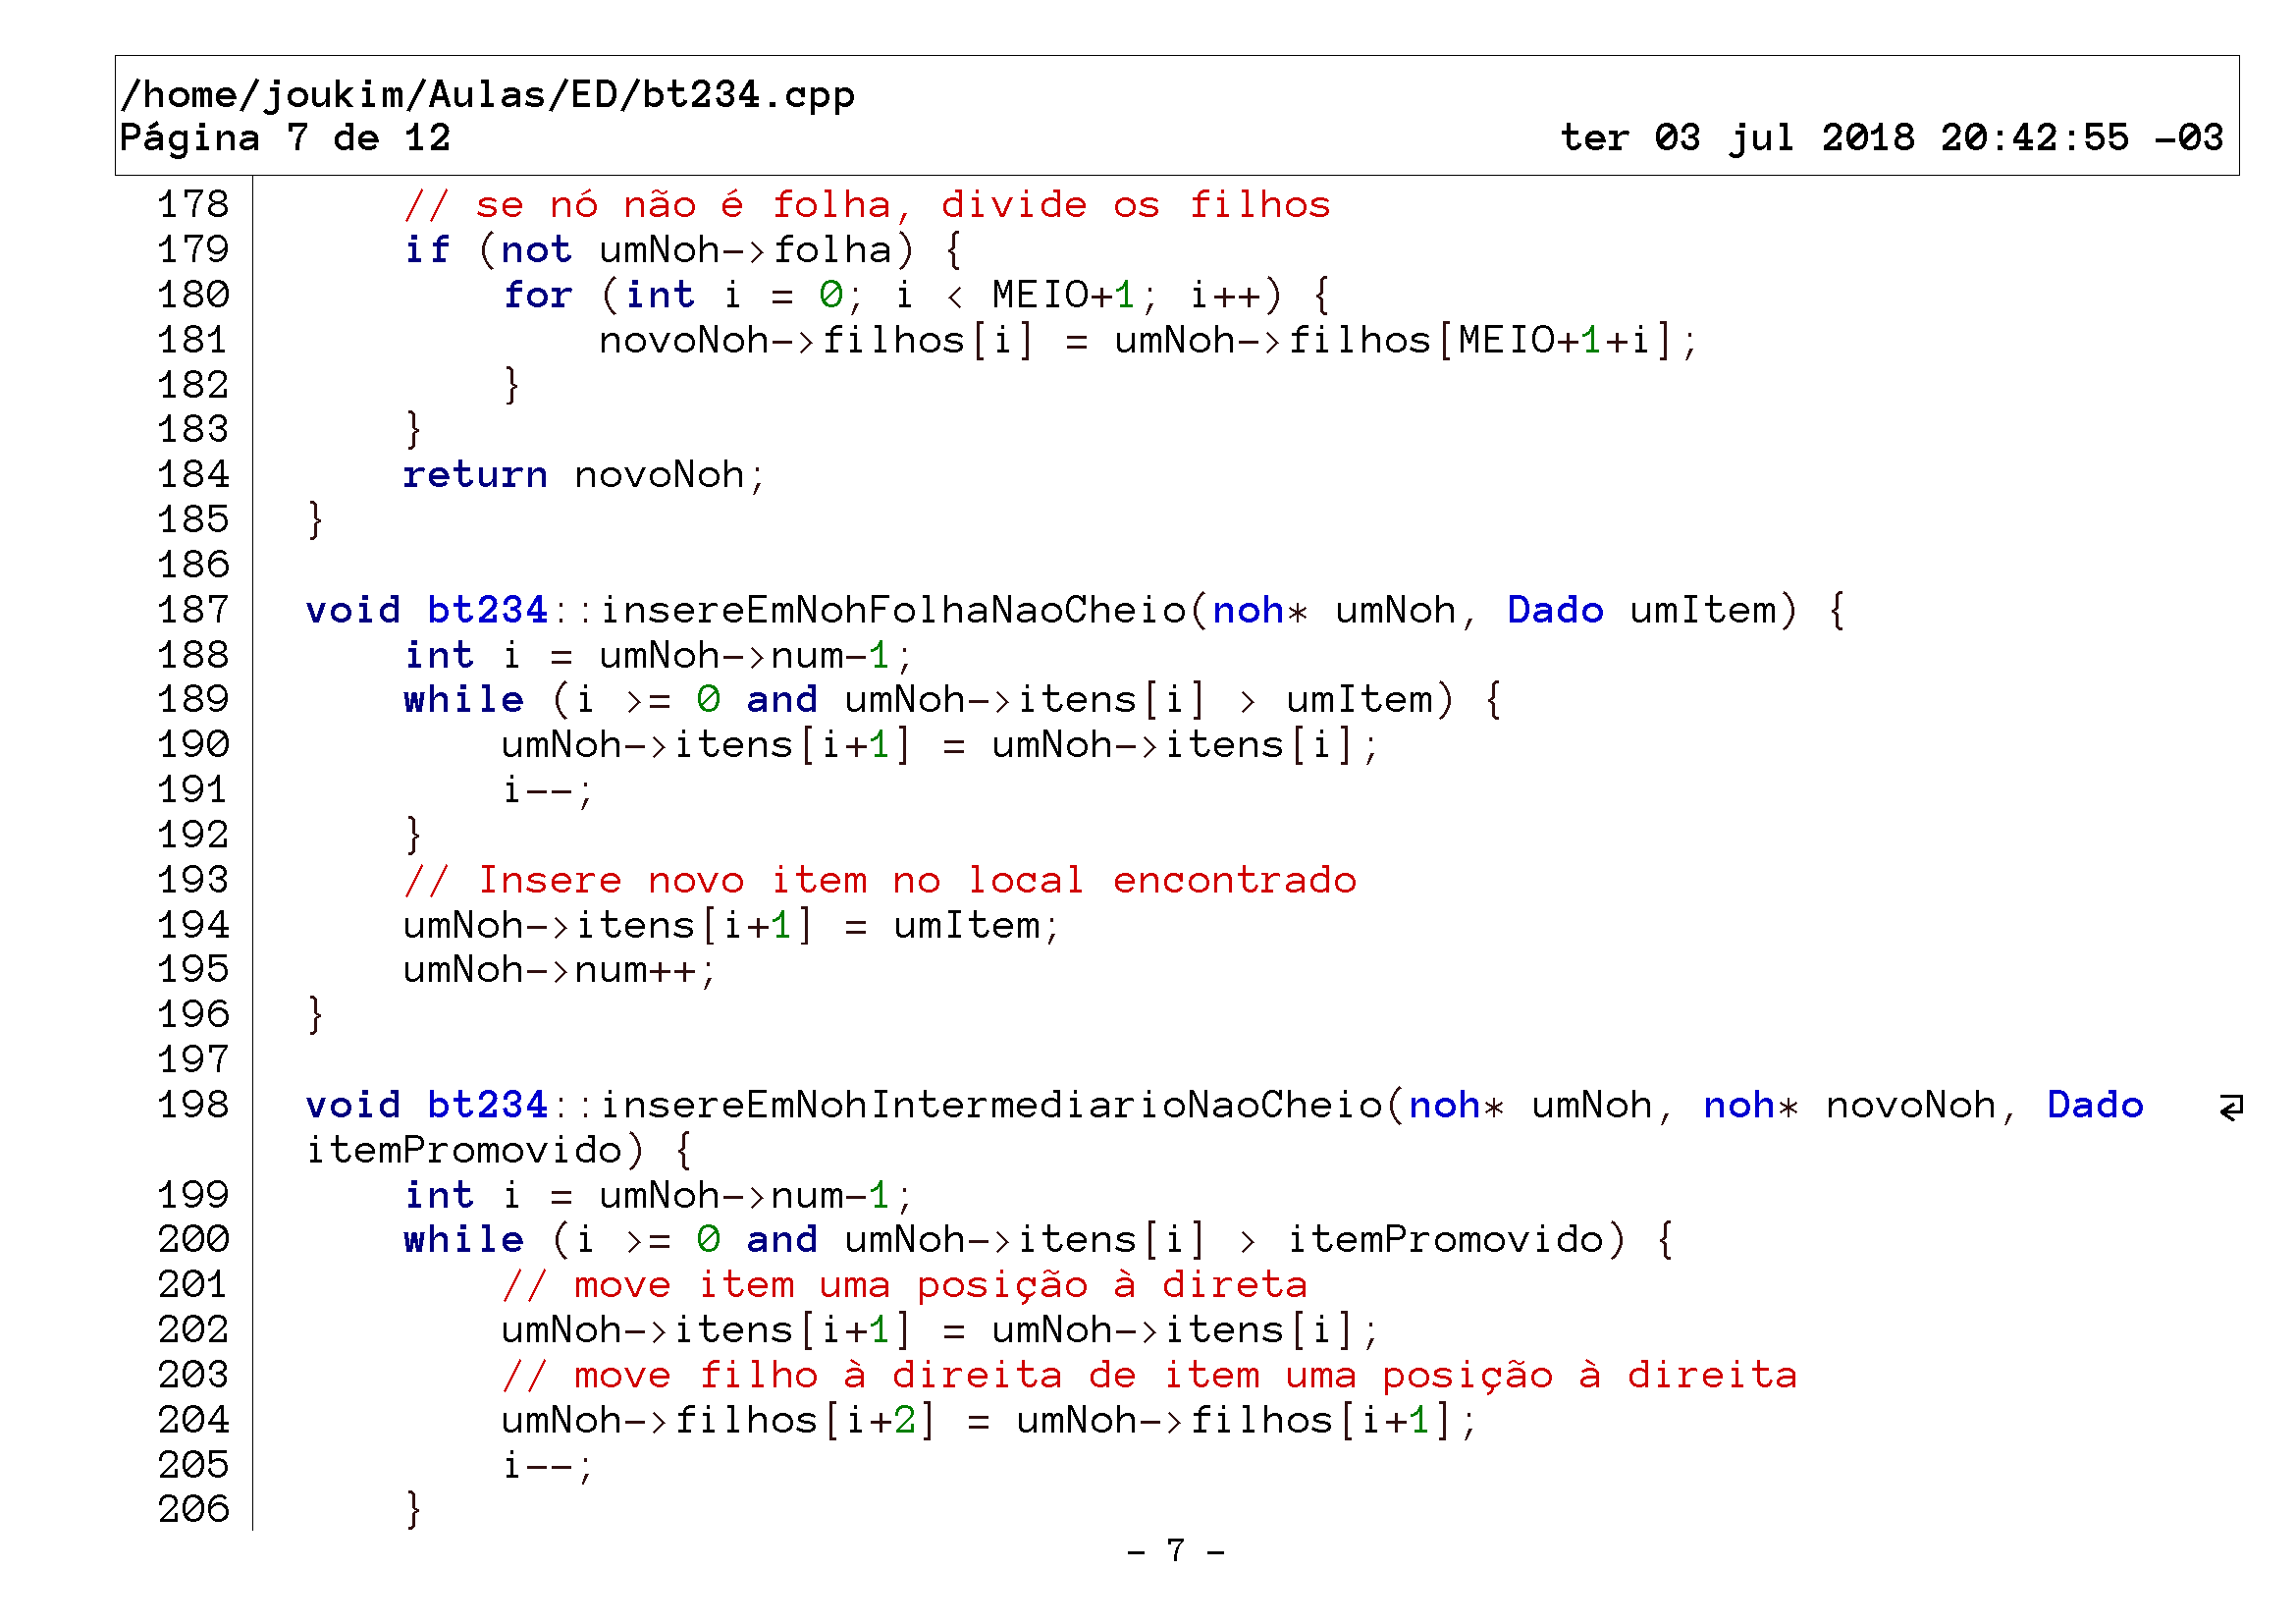 /home/joukim/Aulas/ED/bt234.cpp
Página 7 de 12 ter 03 jul 2018 20:42:55 -03
178     // se nó não é folha, divide os filhos
179     if (not umNoh->folha) {
180         for (int i = 0; i < MEIO+1; i++) {
181             novoNoh->filhos[i] = umNoh->filhos[MEIO+1+i];
182         }
183     }
184     return novoNoh;
185 }
186
187 void bt234::insereEmNohFolhaNaoCheio(noh* umNoh, Dado umItem) {
188     int i = umNoh->num-1;
189     while (i >= 0 and umNoh->itens[i] > umItem) {
190         umNoh->itens[i+1] = umNoh->itens[i];
191         i--;
192     }
193     // Insere novo item no local encontrado
194     umNoh->itens[i+1] = umItem;
195     umNoh->num++;
196 }
197
198 void bt234::insereEmNohIntermediarioNaoCheio(noh* umNoh, noh* novoNoh, Dado
itemPromovido) {
199     int i = umNoh->num-1;
200     while (i >= 0 and umNoh->itens[i] > itemPromovido) {
201         // move item uma posição à direta
202         umNoh->itens[i+1] = umNoh->itens[i];
203         // move filho à direita de item uma posição à direita
204         umNoh->filhos[i+2] = umNoh->filhos[i+1];
205         i--;
206     }
- 7 -